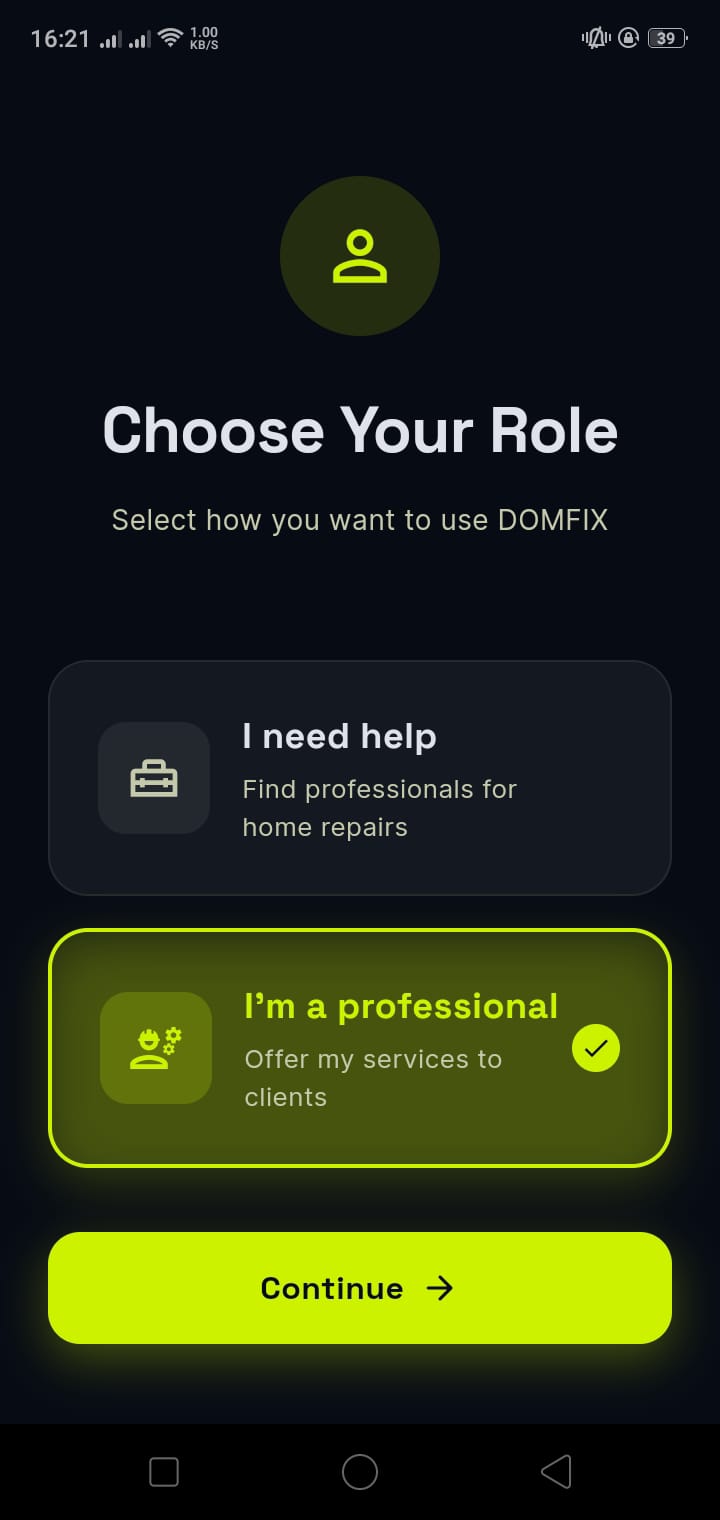 16:21
1.00
KB/S
39
Choose Your Role
Select how you want to use DOMFIX
I need help
Find professionals for
home repairs
I’m a professional
Offer my services to
clients
Continue